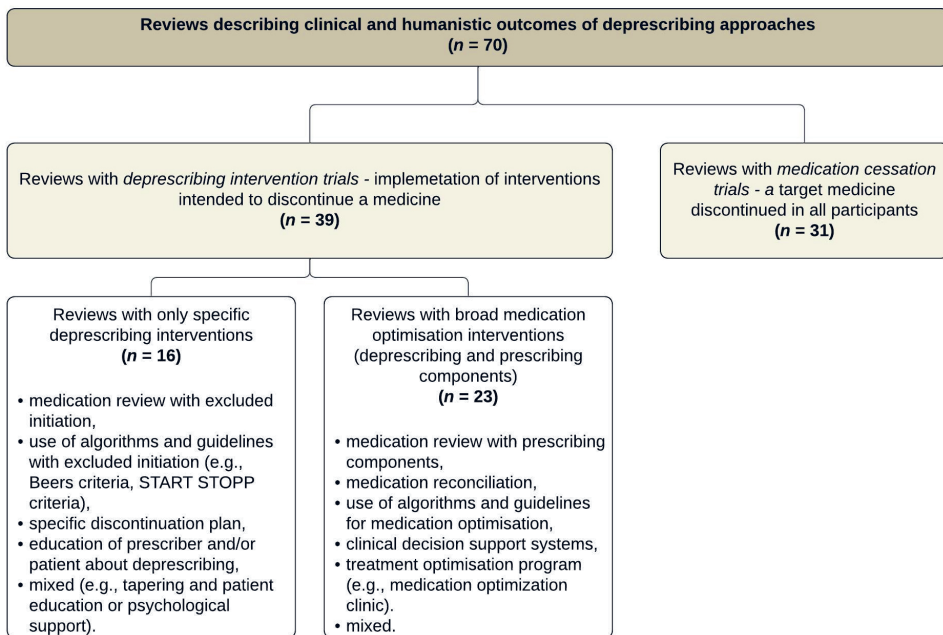 Reviews describing clinical and humanistic outcomes of deprescribing approaches
(n = 70)
Reviews with deprescribing intervention trials - implemetation of interventions
intended to discontinue a medicine
(n = 39)
Reviews with medication cessation
trials - a target medicine
discontinued in all participants
(n = 31)
Reviews with only specific
deprescribing interventions
(n = 16)
• medication review with excluded
initiation,
• use of algorithms and guidelines
with excluded initiation (e.g.,
Beers criteria, START STOPP
criteria),
• specific discontinuation plan,
• education of prescriber and/or
patient about deprescribing,
• mixed (e.g., tapering and patient
education or psychological
support).
Reviews with broad medication
optimisation interventions
(deprescribing and prescribing
components)
(n = 23)
• medication review with prescribing
components,
• medication reconciliation,
• use of algorithms and guidelines
for medication optimisation,
• clinical decision support systems,
• treatment optimisation program
(e.g., medication optimization
clinic).
• mixed.